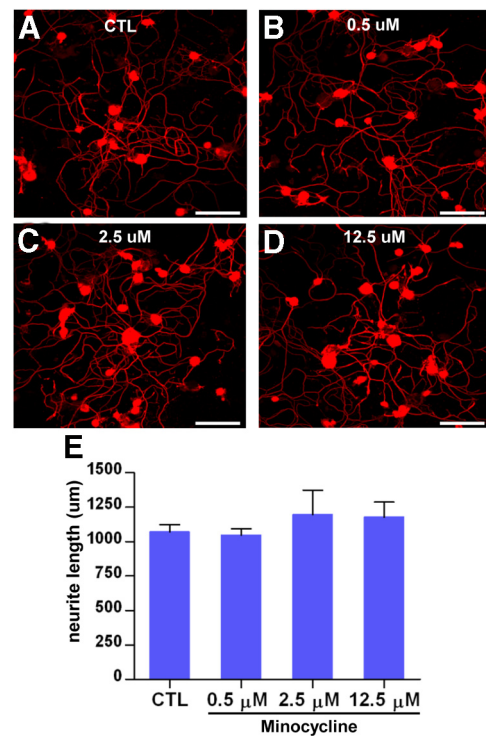 A
CTL
B
0.5 uM
C
2.5 uM
D
12.5 uM
E
neurite length (um)
1500
1250
1000
750
500
250
0
CTL 0.5 μM 2.5 μM 12.5 μM
Minocycline